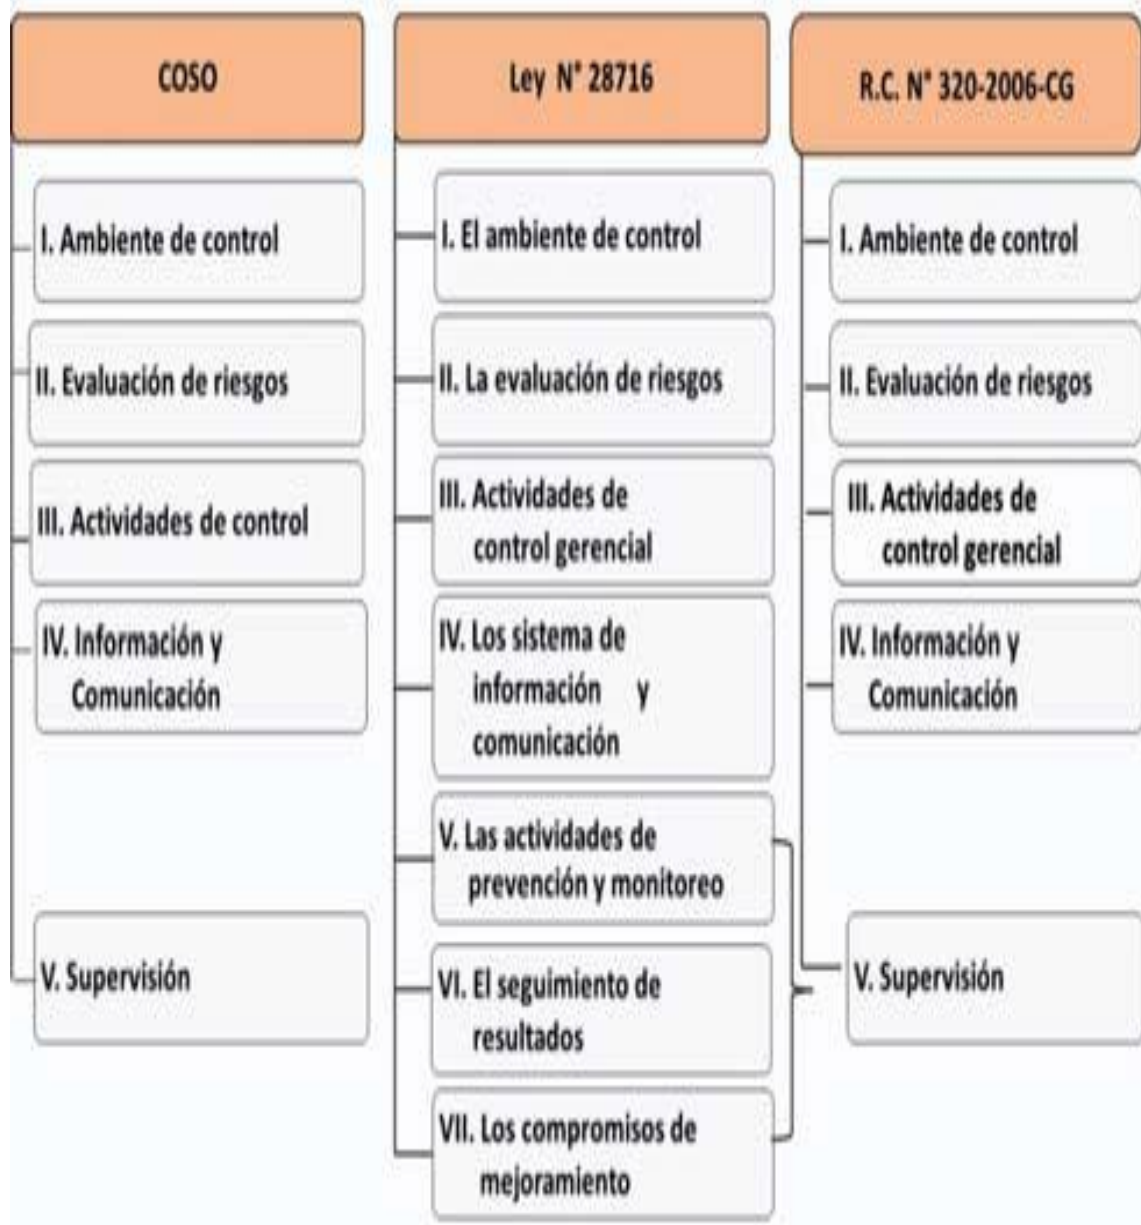 COSO
I. Ambiente de control
II. Evaluación de riesgos
III. Actividades de control
IV. Información y
Comunicación
V. Supervisión
Ley N° 28716
I. El ambiente de control
II. La evaluación de riesgos
III. Actividades de
control gerencial
IV. Los sistema de
información y
comunicación
V. Las actividades de
prevención y monitoreo
VI. El seguimiento de
resultados
VII. Los compromisos de
mejoramiento
R.C. N° 320-2006-CG
I. Ambiente de control
II. Evaluación de riesgos
III. Actividades de
control gerencial
IV. Información y
Comunicación
V. Supervisión